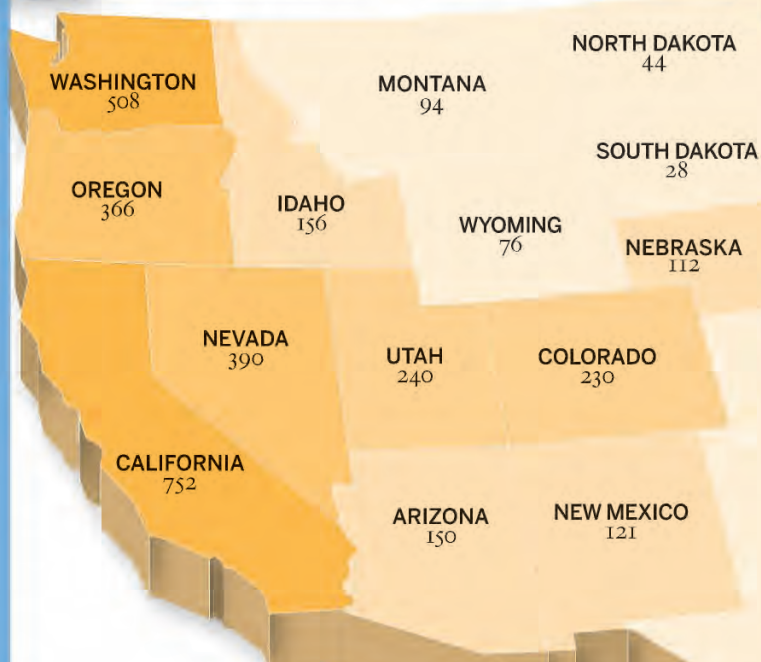 NORTH DAKOTA
44
WASHINGTON
508
MONTANA
94
SOUTH DAKOTA
28
OREGON
366
IDAHO
156
WYOMING
76
NEBRASKA
112
NEVADA
390
UTAH
240
COLORADO
230
CALIFORNIA
752
ARIZONA
150
NEW MEXICO
121